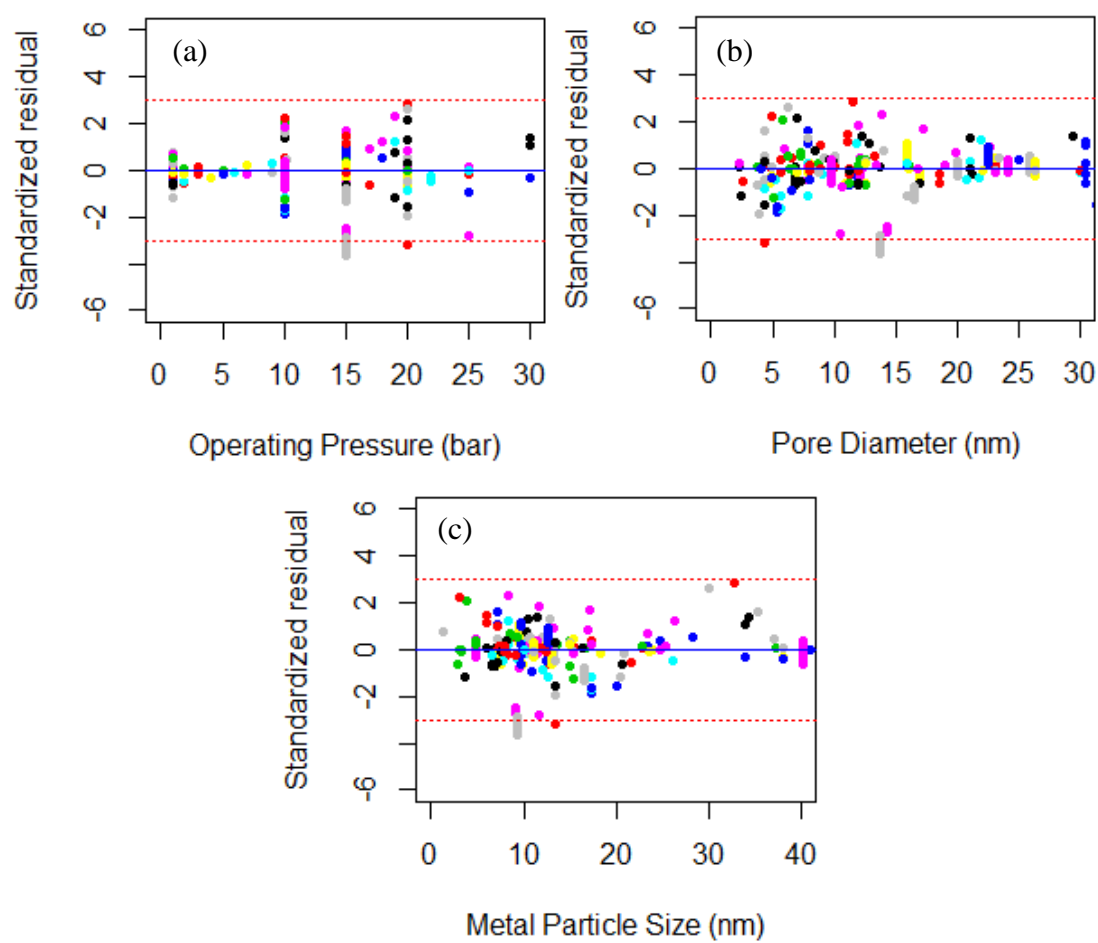 Standardized residual
6
4
2
0
-2
-6
(a)
0 5 10 15 20 25 30
Operating Pressure (bar)
Standardized residual
6
4
2
0
-2
-6
(b)
0 5 10 15 20 25 30
Pore Diameter (nm)
Standardized residual
6
4
2
0
-2
-6
(c)
0 10 20 30 40
Metal Particle Size (nm)